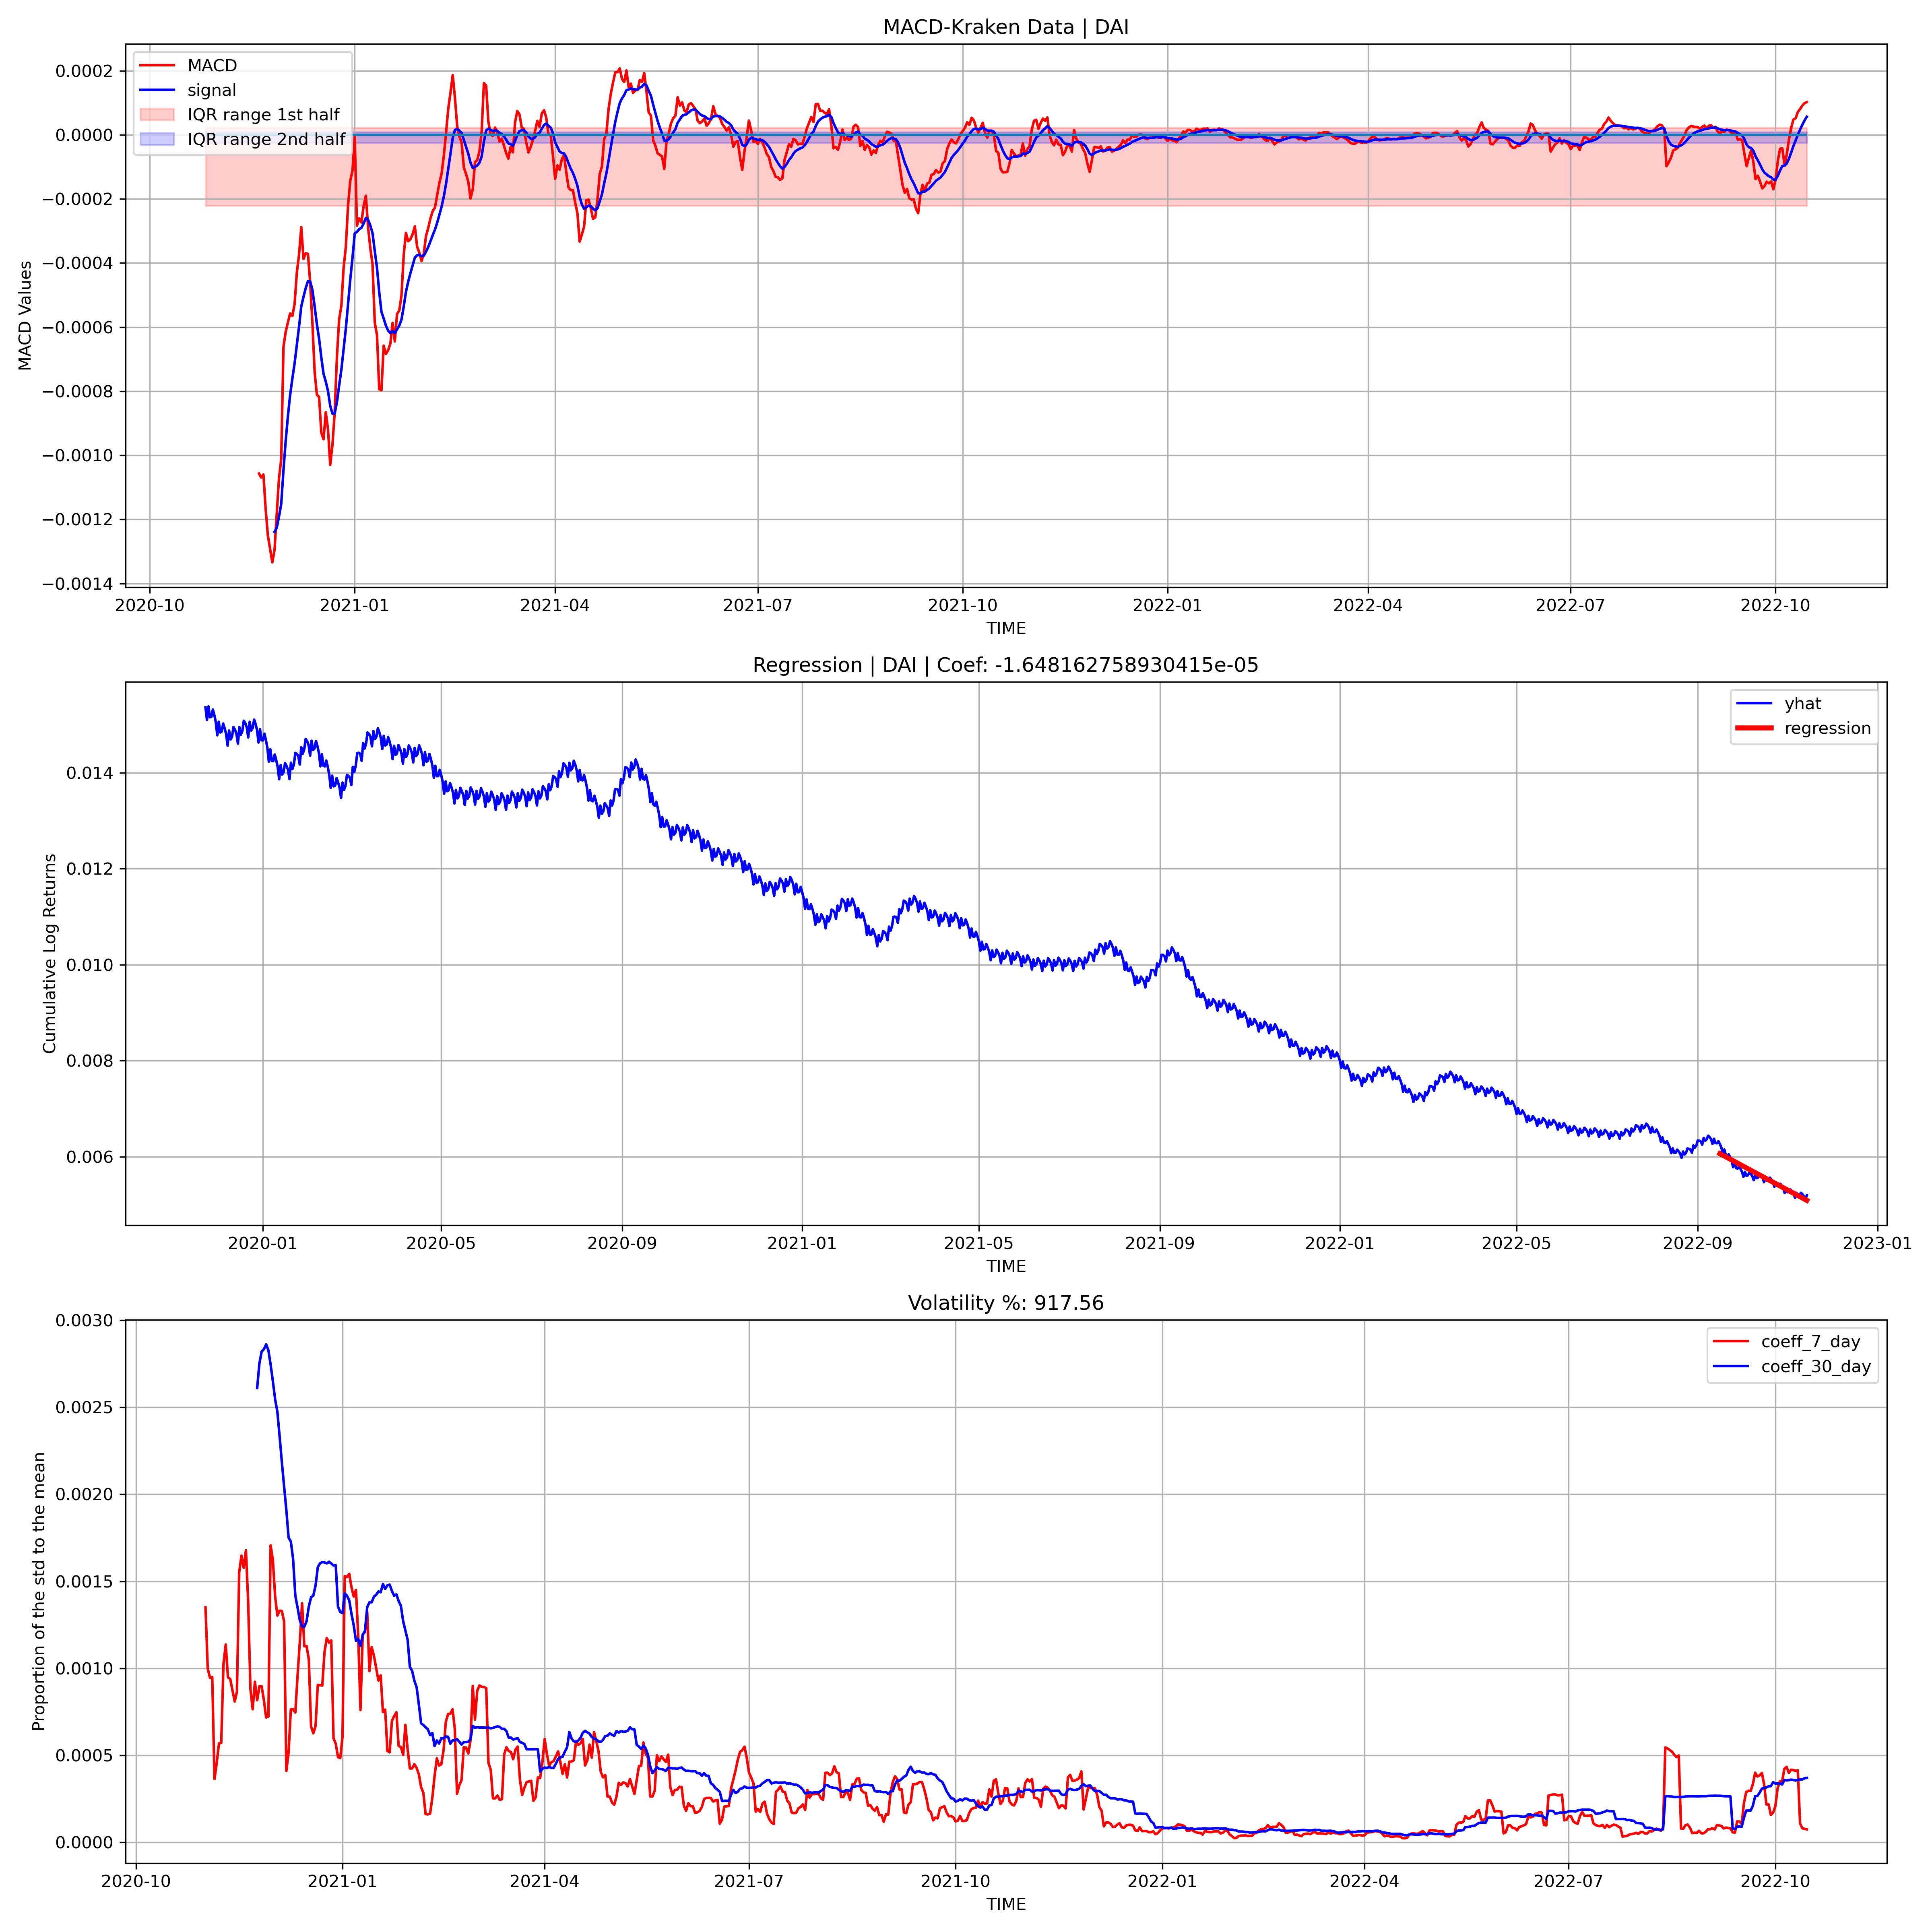 MACD-Kraken Data | DAI
MACD
signal
IQR range 1st half
IQR range 2nd half
0.0002
0.0000
−0.0002
−0.0004
−0.0006
−0.0008
−0.0010
−0.0012
−0.0014
MACD Values
2020-10 2021-01 2021-04 2021-07 2021-10 2022-01 2022-04 2022-07 2022-10
TIME
Regression | DAI | Coef: -1.648162758930415e-05
yhat
regression
0.014
0.012
0.010
0.008
0.006
Cumulative Log Returns
2020-01 2020-05 2020-09 2021-01 2021-05 2021-09 2022-01 2022-05 2022-09 2023-01
TIME
Volatility %: 917.56
coeff_7_day
coeff_30_day
0.0030
0.0025
0.0020
0.0015
0.0010
0.0005
0.0000
Proportion of the std to the mean
2020-10 2021-01 2021-04 2021-07 2021-10 2022-01 2022-04 2022-07 2022-10
TIME